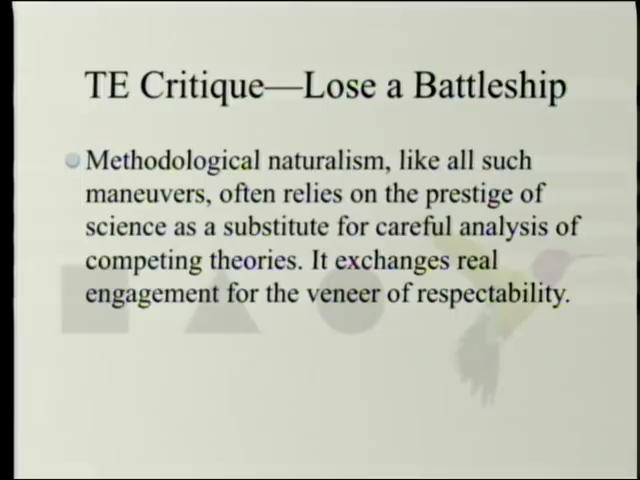 TE Critique—Lose a Battleship
Methodological naturalism, like all such
maneuvers, often relies on the prestige of
science as a substitute for careful analysis of
competing theories. It exchanges real
engagement for the veneer of respectability.